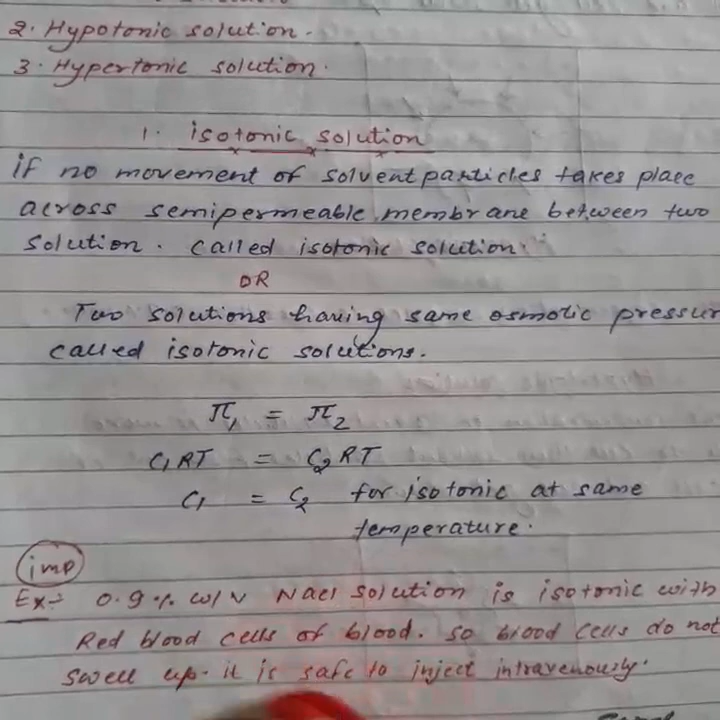 2. Hypotonic solution.
3. Hypertonic solution.
1. isotonic solution
if no movement of solvent particles takes place
across semipermeable membrane between two
solution. called isotonic solution.
OR
Two solutions having same osmotic pressur
called isotonic solutions.
π₁ = π₂
C₁RT = C₂RT
C₁ = C₂ for isotonic at same
temperature.
imp
Ex:- 0.9% W/V NaCl solution is isotonic with
Red blood cells of blood. so blood cells do not
swell up. it is safe to inject intravenously.